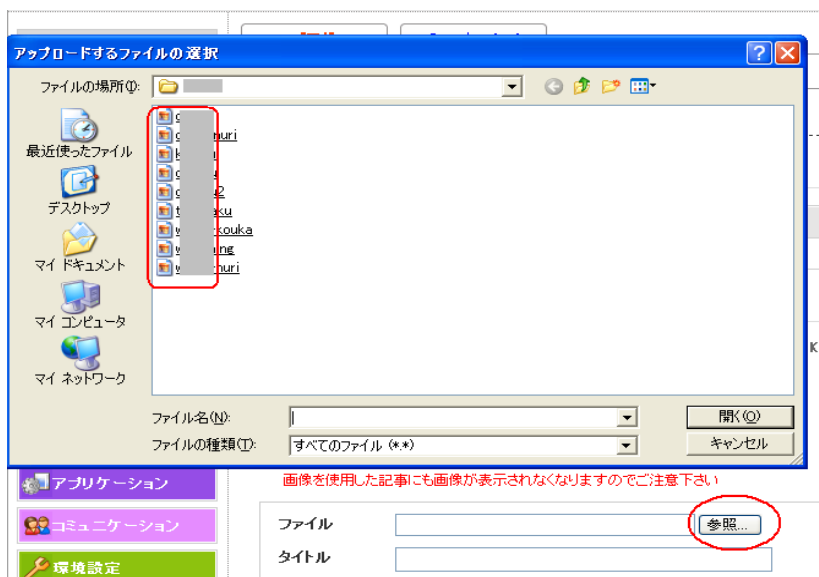 アップロードするファイルの選択
ファイルの場所(I):
最近使ったファイル
デスクトップ
マイ ドキュメント
マイ コンピュータ
マイ ネットワーク
ファイル名(N):
開く(O)
ファイルの種類(T):
すべてのファイル (*.*)
キャンセル
アプリケーション
画像を使用した記事にも画像が表示されなくなりますのでご注意下さい
コミュニケーション
ファイル
参照...
タイトル
環境設定